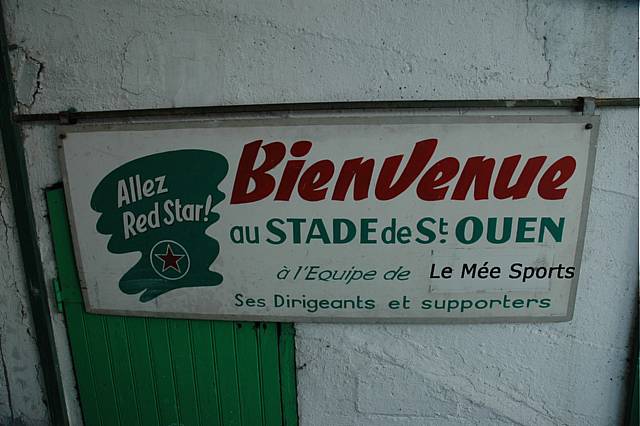 Allez
Red Star!
Bienvenue
au STADE de St. OUEN
à l'Equipe de Le Mée Sports
Ses Dirigeants et supporters